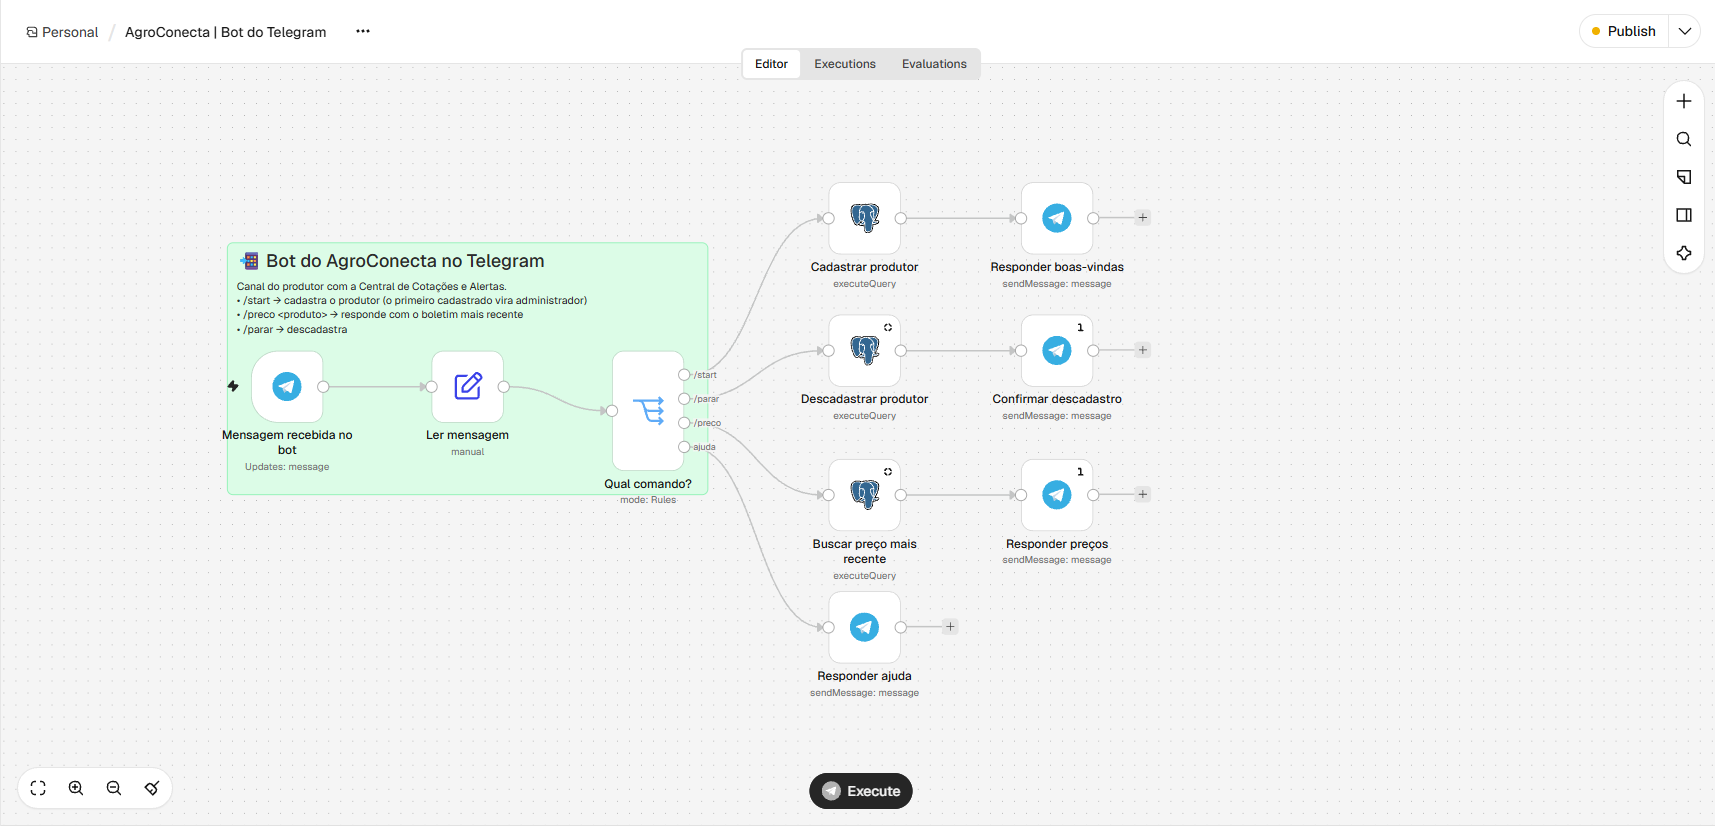 Personal / AgroConecta | Bot do Telegram ...
Publish
Editor Executions Evaluations
Bot do AgroConecta no Telegram
Canal do produtor com a Central de Cotações e Alertas.
• /start → cadastra o produtor (o primeiro cadastrado vira administrador)
• /preco <produto> → responde com o boletim mais recente
• /parar → descadastra
Mensagem recebida no
bot
Updates: message
Ler mensagem
manual
/start
/parar
/preco
ajuda
Qual comando?
mode: Rules
Cadastrar produtor
executeQuery
Responder boas-vindas
sendMessage: message
Descadastrar produtor
executeQuery
1
Confirmar descadastro
sendMessage: message
Buscar preço mais
recente
executeQuery
1
Responder preços
sendMessage: message
Responder ajuda
sendMessage: message
Execute